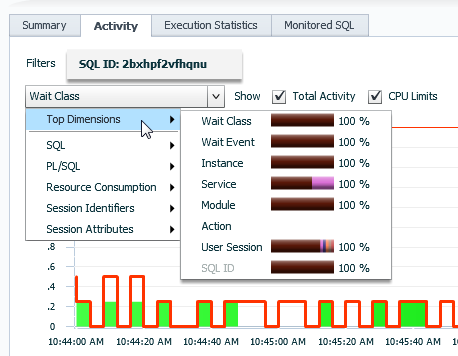 Summary Activity Execution Statistics Monitored SQL
Filters SQL ID: 2bxhpf2vfhqnu
Wait Class Show Total Activity CPU Limits
Top Dimensions
SQL
PL/SQL
Resource Consumption
Session Identifiers
Session Attributes
Wait Class 100 %
Wait Event 100 %
Instance 100 %
Service 100 %
Module 100 %
Action
User Session 100 %
SQL ID 100 %
.8
.6
.4
.2
0
10:44:00 AM 10:44:20 AM 10:44:40 AM 10:45:00 AM 10:45:20 AM 10:45:40 AM